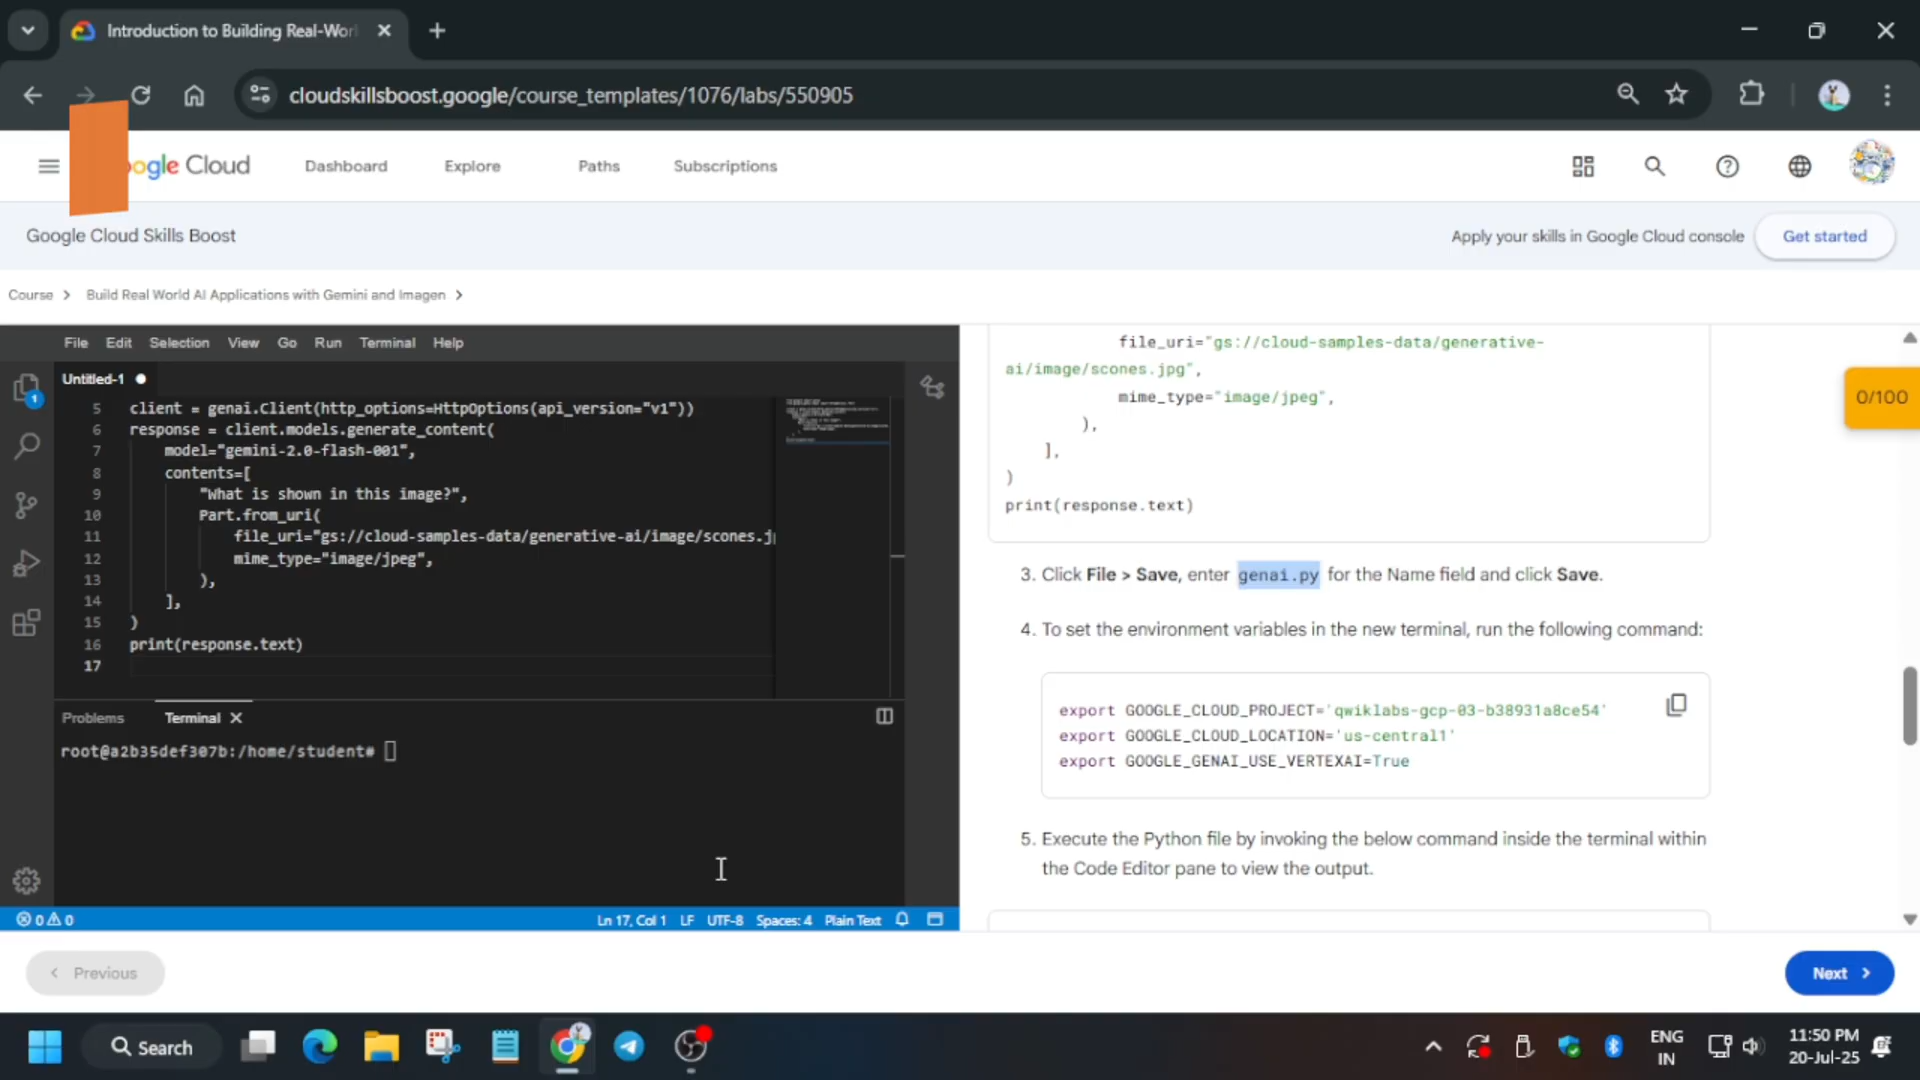 Introduction to Building Real-Wor
cloudskillsboost.google/course_templates/1076/labs/550905
ogle Cloud
Dashboard
Explore
Paths
Subscriptions
Google Cloud Skills Boost
Apply your skills in Google Cloud console
Get started
Course > Build Real World AI Applications with Gemini and Imagen >
File Edit Selection View Go Run Terminal Help
1
Untitled-1
5 client = genai.Client(http_options=HttpOptions(api_version="v1"))
6 response = client.models.generate_content(
7 model="gemini-2.0-flash-001",
8 contents=[
9 "What is shown in this image?",
10 Part.from_uri(
11 file_uri="gs://cloud-samples-data/generative-ai/image/scones.j
12 mime_type="image/jpeg",
13 ),
14 ],
15 )
16 print(response.text)
17
Problems
Terminal
root@a2b35def307b:/home/student#
0 0
Ln 17, Col 1 LF UTF-8 Spaces: 4 Plain Text
file_uri="gs://cloud-samples-data/generative-
ai/image/scones.jpg",
mime_type="image/jpeg",
),
],
)
print(response.text)
0/100
3. Click File > Save, enter genai.py for the Name field and click Save.
4. To set the environment variables in the new terminal, run the following command:
export GOOGLE_CLOUD_PROJECT='qwiklabs-gcp-03-b38931a8ce54'
export GOOGLE_CLOUD_LOCATION='us-central1'
export GOOGLE_GENAI_USE_VERTEXAI=True
5. Execute the Python file by invoking the below command inside the terminal within
the Code Editor pane to view the output.
< Previous
Next >
Search
ENG
IN
11:50 PM
20-Jul-25